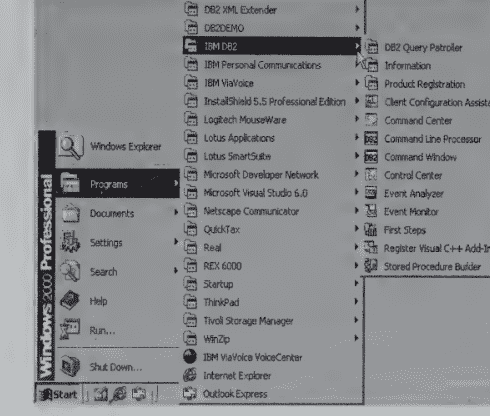 DB2 XML Extender
DB2DEMO
IBM DB2
IBM Personal Communications
IBM ViaVoice
InstallShield 5.5 Professional Edition
Logitech MouseWare
Lotus Applications
Lotus SmartSuite
Microsoft Developer Network
Microsoft Visual Studio 6.0
Netscape Communicator
QuickTax
Real
REX 6000
Startup
ThinkPad
Tivoli Storage Manager
WinZip
IBM ViaVoice VoiceCenter
Internet Explorer
Outlook Express
DB2 Query Patroller
Information
Product Registration
Client Configuration Assista
Command Center
Command Line Processor
Command Window
Control Center
Event Analyzer
Event Monitor
First Steps
Register Visual C++ Add-In
Stored Procedure Builder
Windows Explorer
Programs
Documents
Settings
Search
Help
Run...
Shut Down...
Windows 2000 Professional
Start